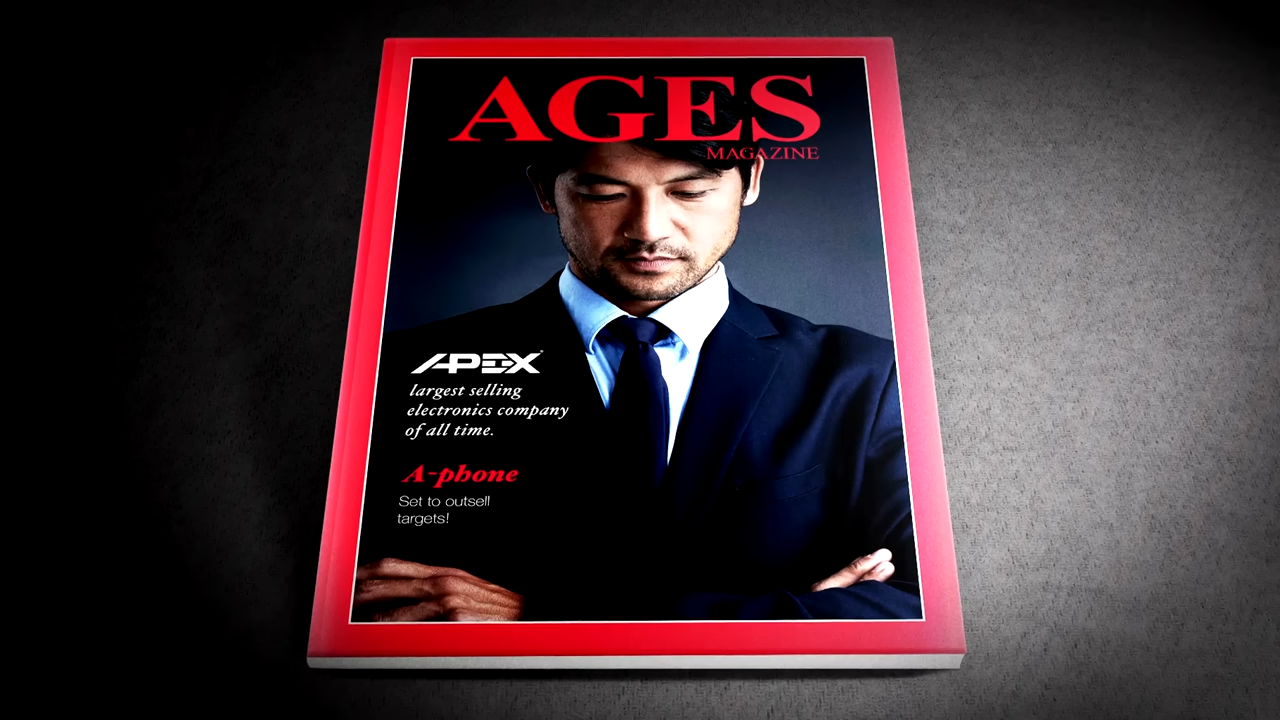 AGES
MAGAZINE
APEX
largest selling
electronics company
of all time.
A-phone
Set to outsell
targets!